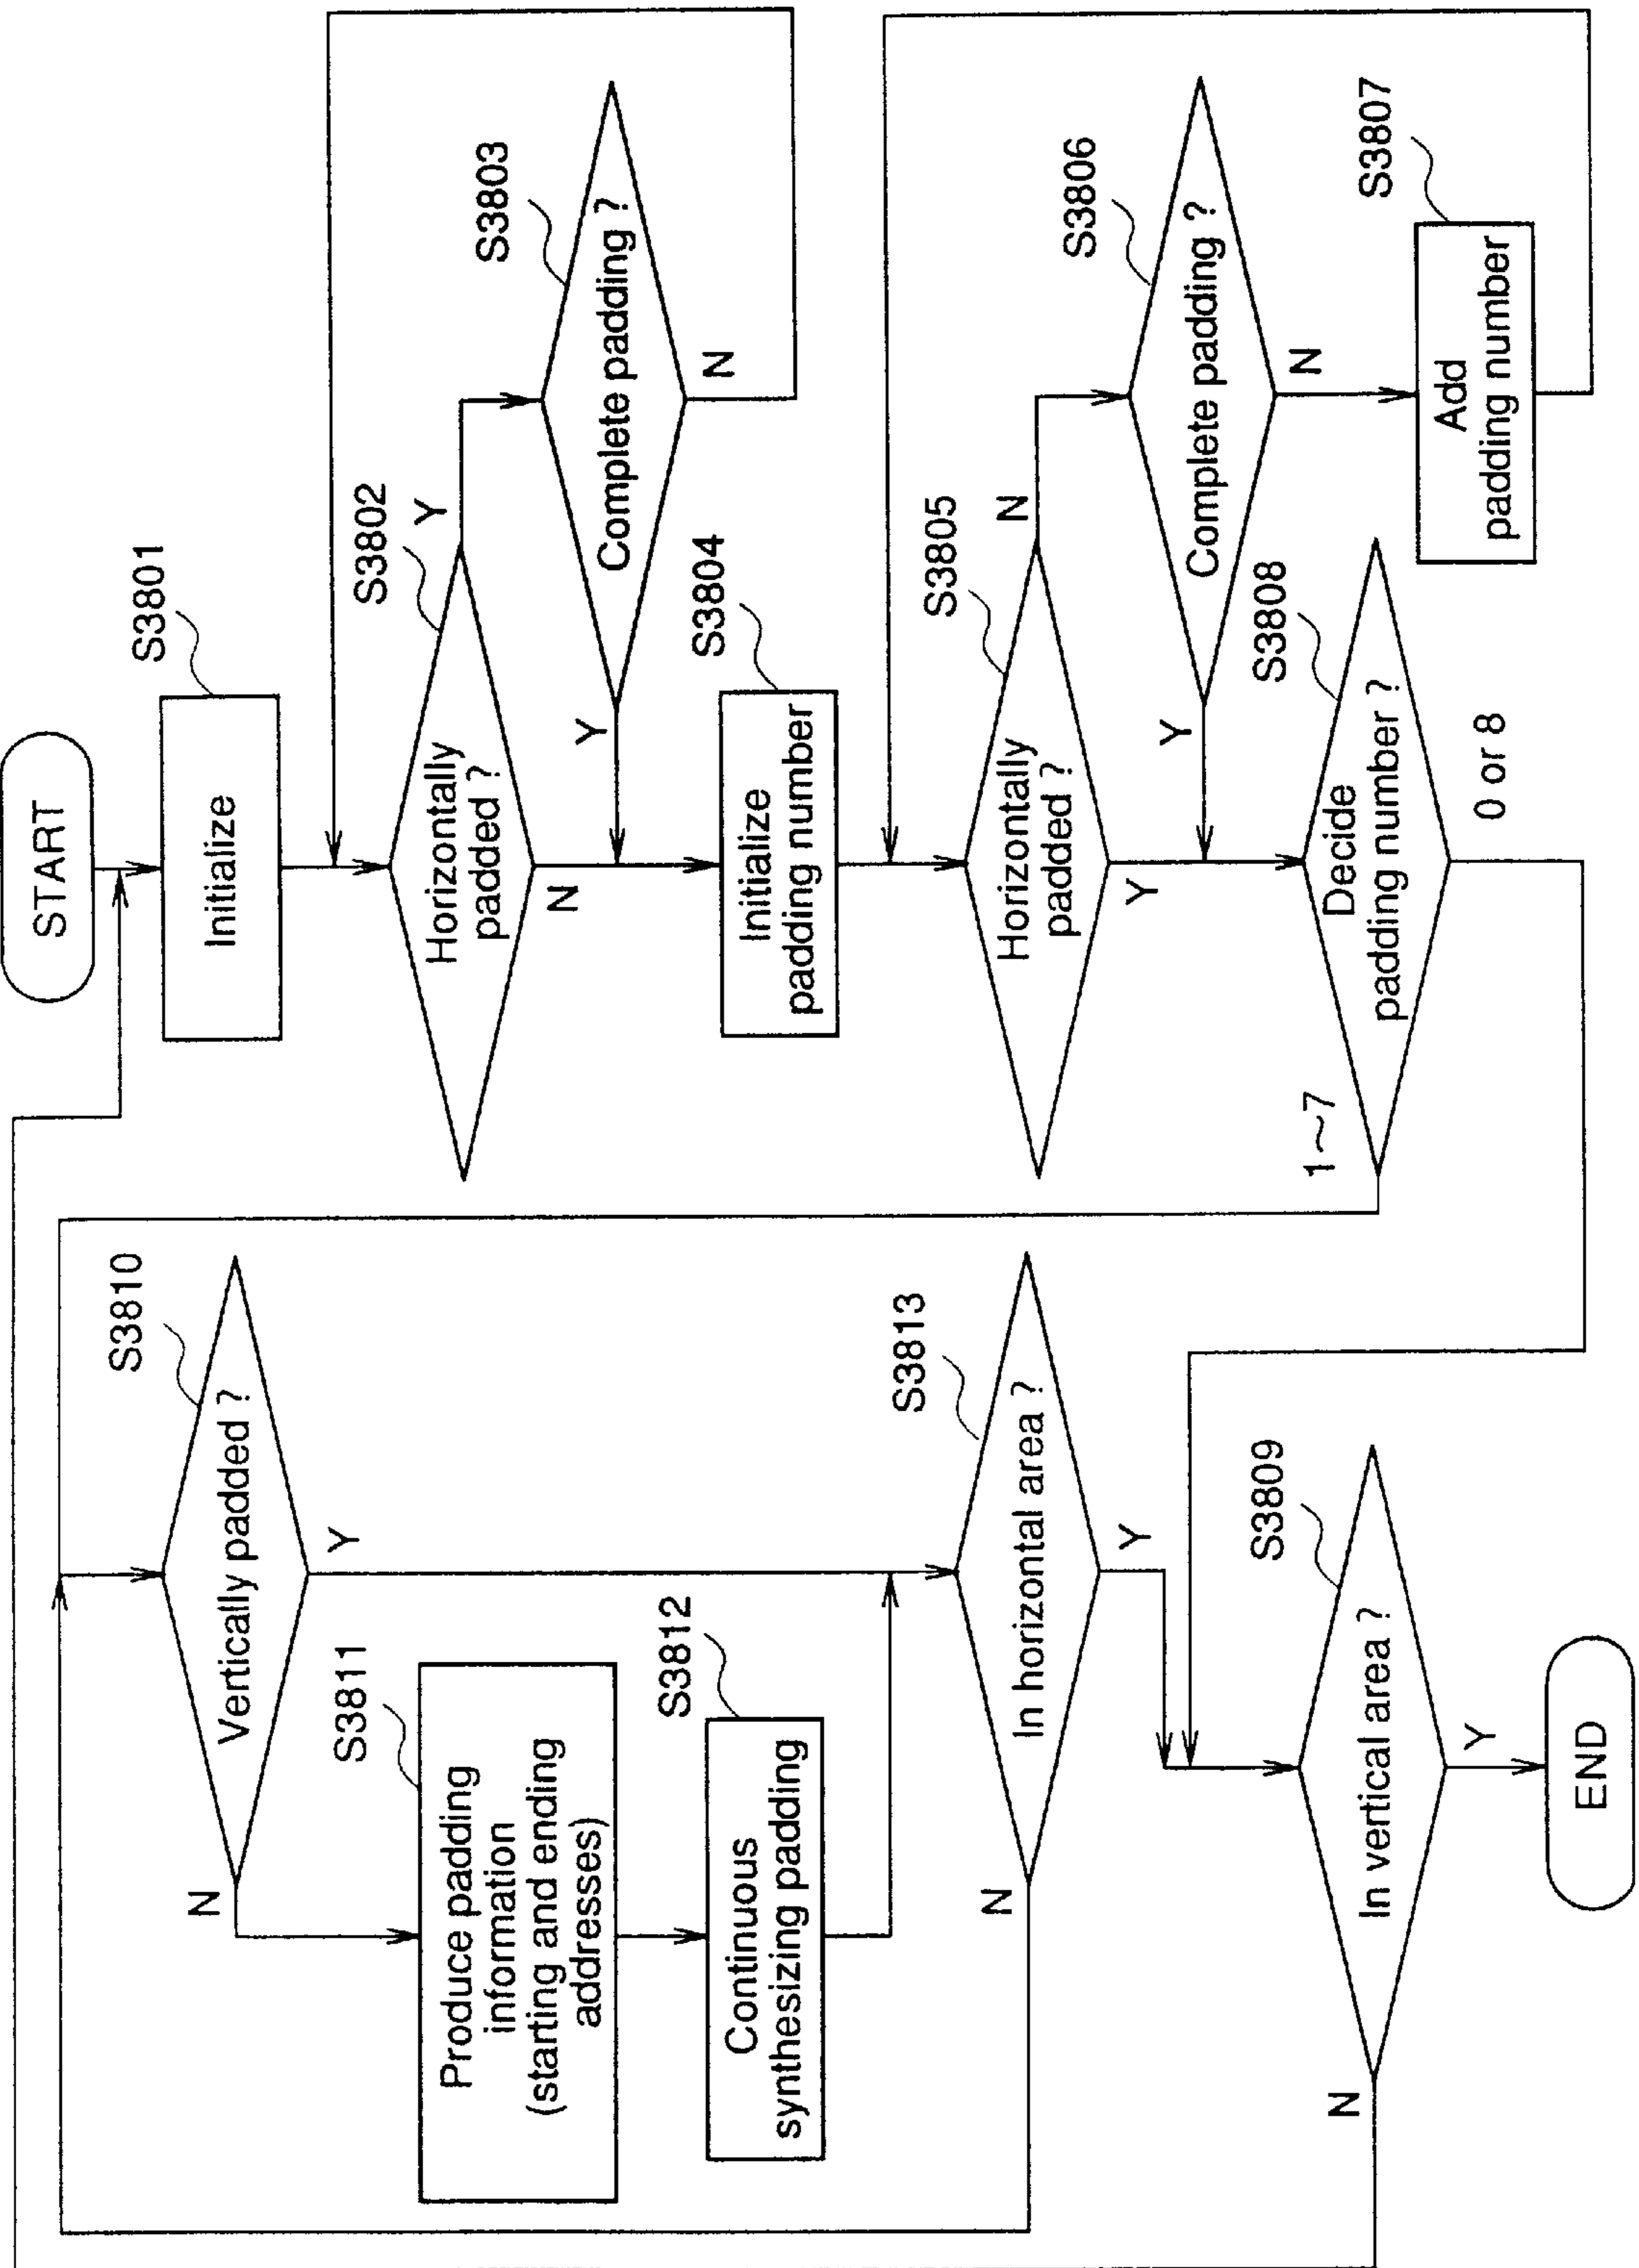 START
S3801
Initialize
S3802
Horizontally
padded ?
Y
N
S3803
Complete padding ?
Y
N
S3804
Initialize
padding number
S3805
Horizontally
padded ?
N
Y
S3806
Complete padding ?
Y
N
S3807
Add
padding number
S3808
Decide
padding number ?
1~7
0 or 8
S3810
Vertically padded ?
N
Y
S3811
Produce padding
information
(starting and ending
addresses)
S3812
Continuous
synthesizing padding
S3813
In horizontal area ?
N
Y
S3809
In vertical area ?
N
Y
END